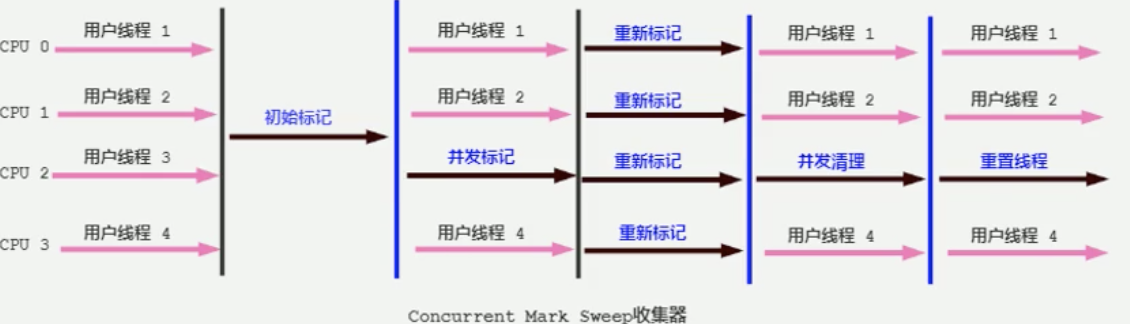 CPU 0 用户线程 1 用户线程 1 重新标记 用户线程 1 用户线程 1
CPU 1 用户线程 2 初始标记 用户线程 2 重新标记 用户线程 2 用户线程 2
CPU 2 用户线程 3 并发标记 重新标记 并发清理 重置线程
CPU 3 用户线程 4 用户线程 4 重新标记 用户线程 4 用户线程 4
Concurrent Mark Sweep收集器